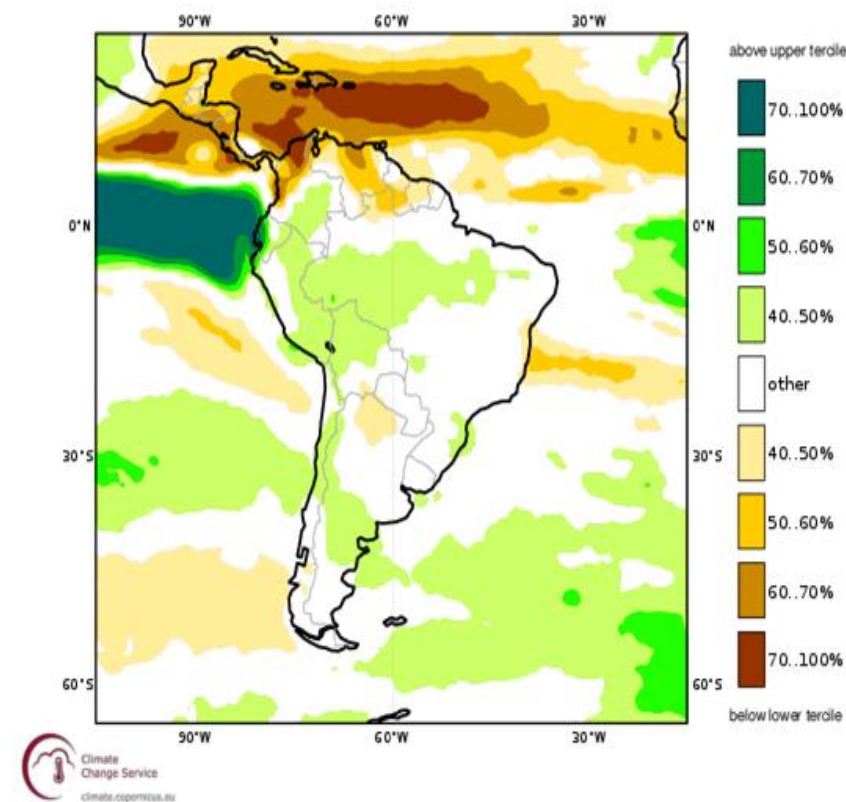 90°W 60°W 30°W
above upper tercile
70..100%
60..70%
50..60%
0°N 0°N
40..50%
other
30°S 30°S
40..50%
50..60%
60..70%
70..100%
60°S 60°S
below lower tercile
90°W 60°W 30°W
Climate
Change Service
climate.copernicus.eu